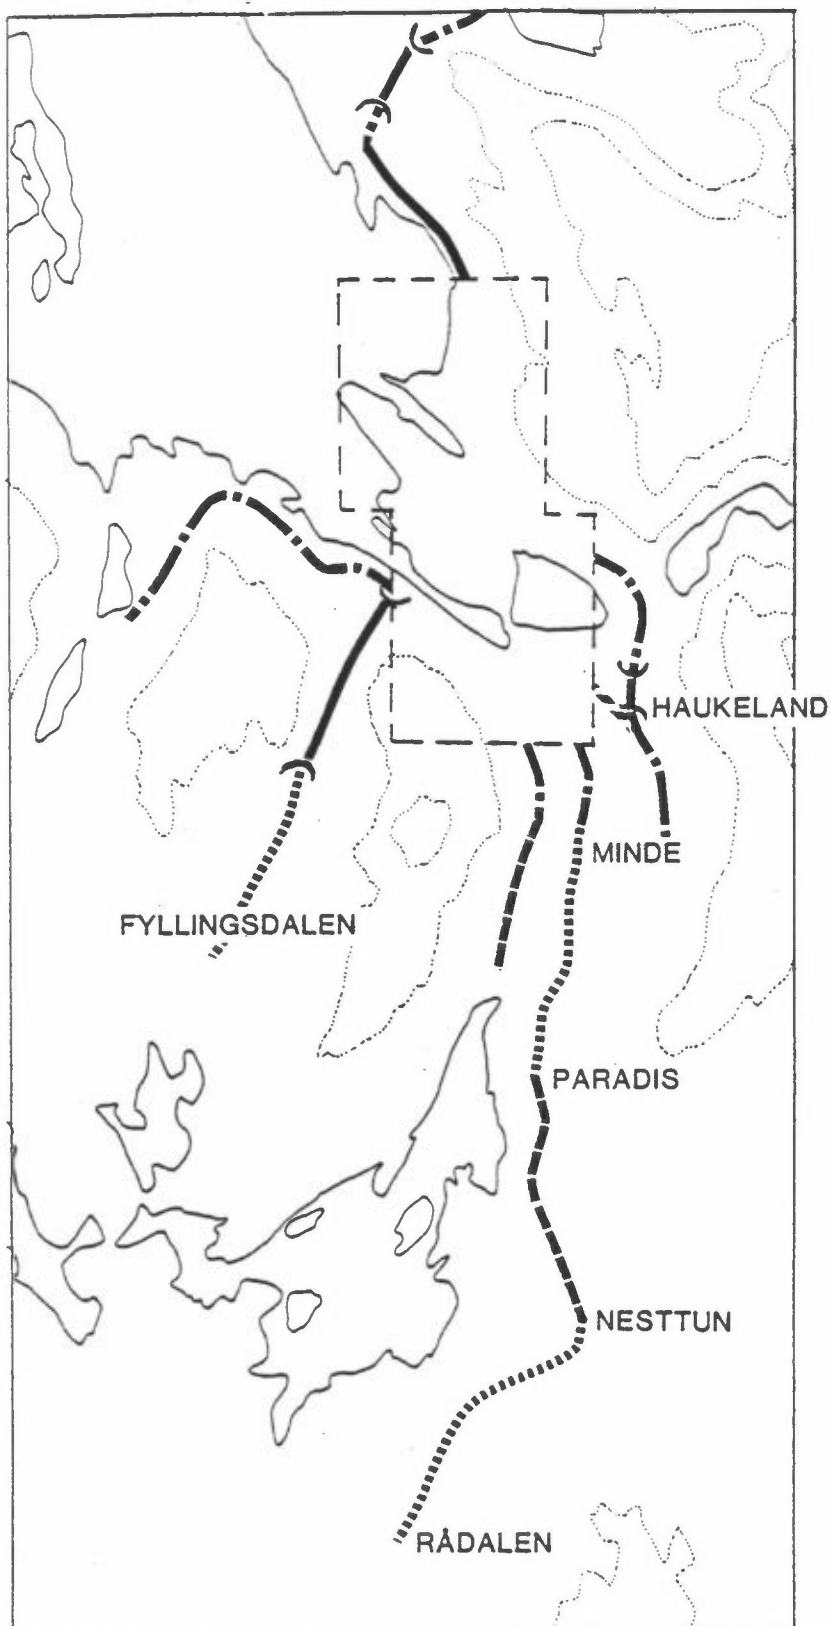 HAUKELAND
MINDE
FYLLINGSDALEN
PARADIS
NESTTUN
RÅDALEN